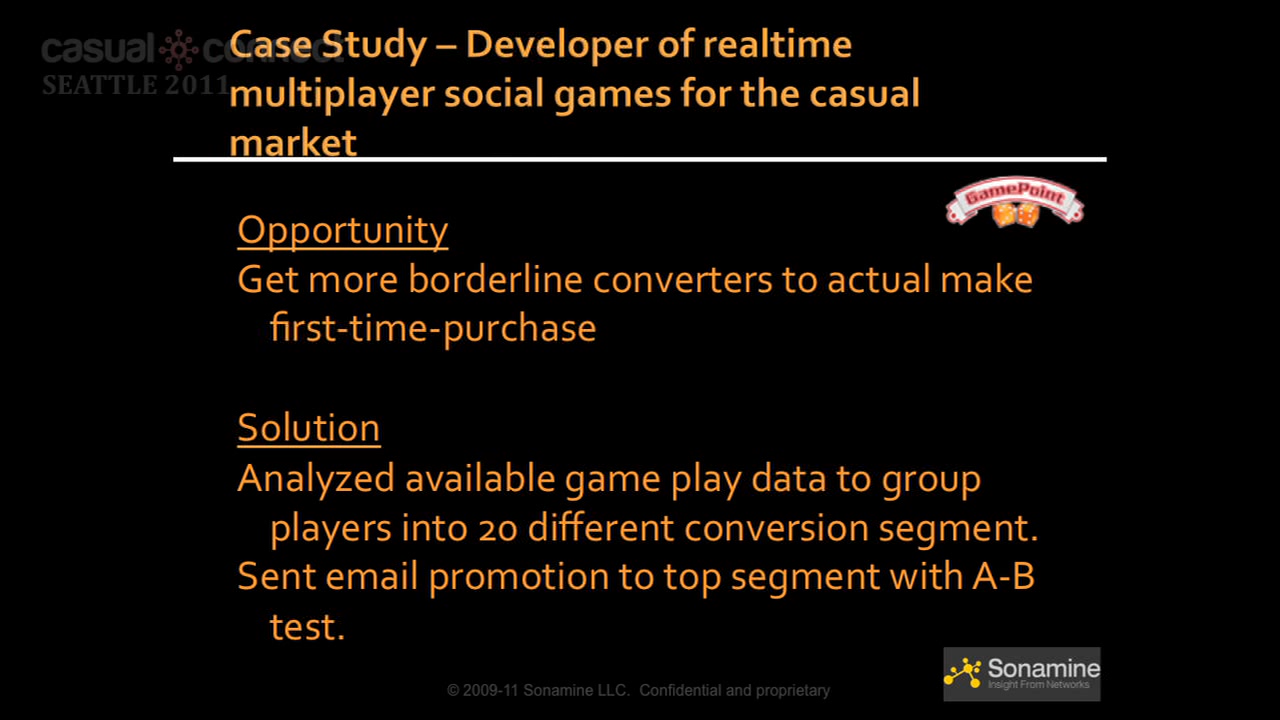 casual connect
SEATTLE 2011
Case Study – Developer of realtime
multiplayer social games for the casual
market
GamePoint
Opportunity
Get more borderline converters to actual make
first-time-purchase
Solution
Analyzed available game play data to group
players into 20 different conversion segment.
Sent email promotion to top segment with A-B
test.
Sonamine
Insight From Networks
© 2009-11 Sonamine LLC. Confidential and proprietary